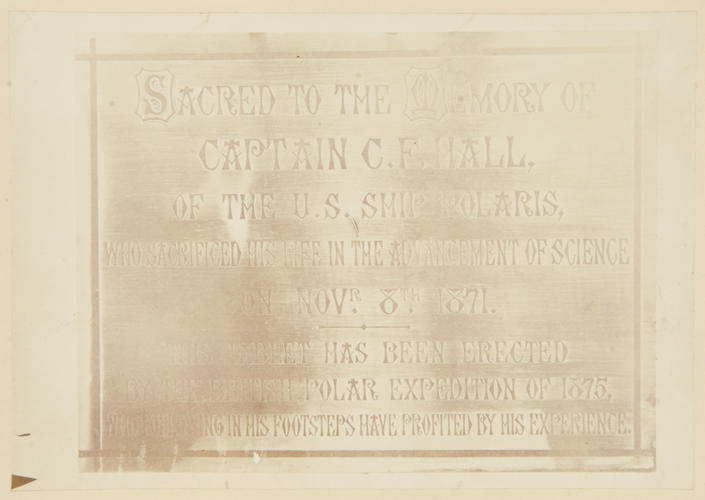 SACRED TO THE MEMORY OF
CAPTAIN C. F. HALL,
OF THE U.S. SHIP POLARIS,
WHO SACRIFICED HIS LIFE IN THE ADVANCEMENT OF SCIENCE
ON NOVR. 8TH 1871.
THIS TABLET HAS BEEN ERECTED
BY THE BRITISH POLAR EXPEDITION OF 1875,
WHO FOLLOWING IN HIS FOOTSTEPS HAVE PROFITED BY HIS EXPERIENCE.